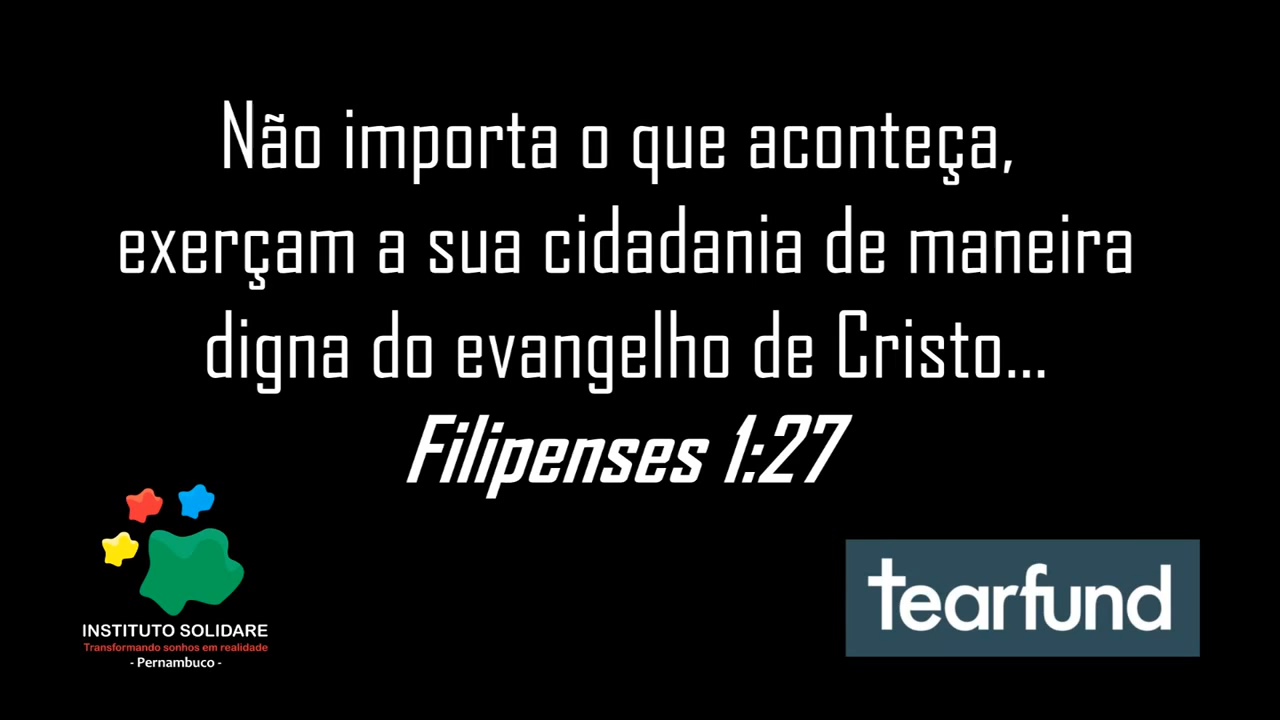 Não importa o que aconteça,
exerçam a sua cidadania de maneira
digna do evangelho de Cristo...
Filipenses 1:27
INSTITUTO SOLIDARE
Transformando sonhos em realidade
- Pernambuco -
tearfund